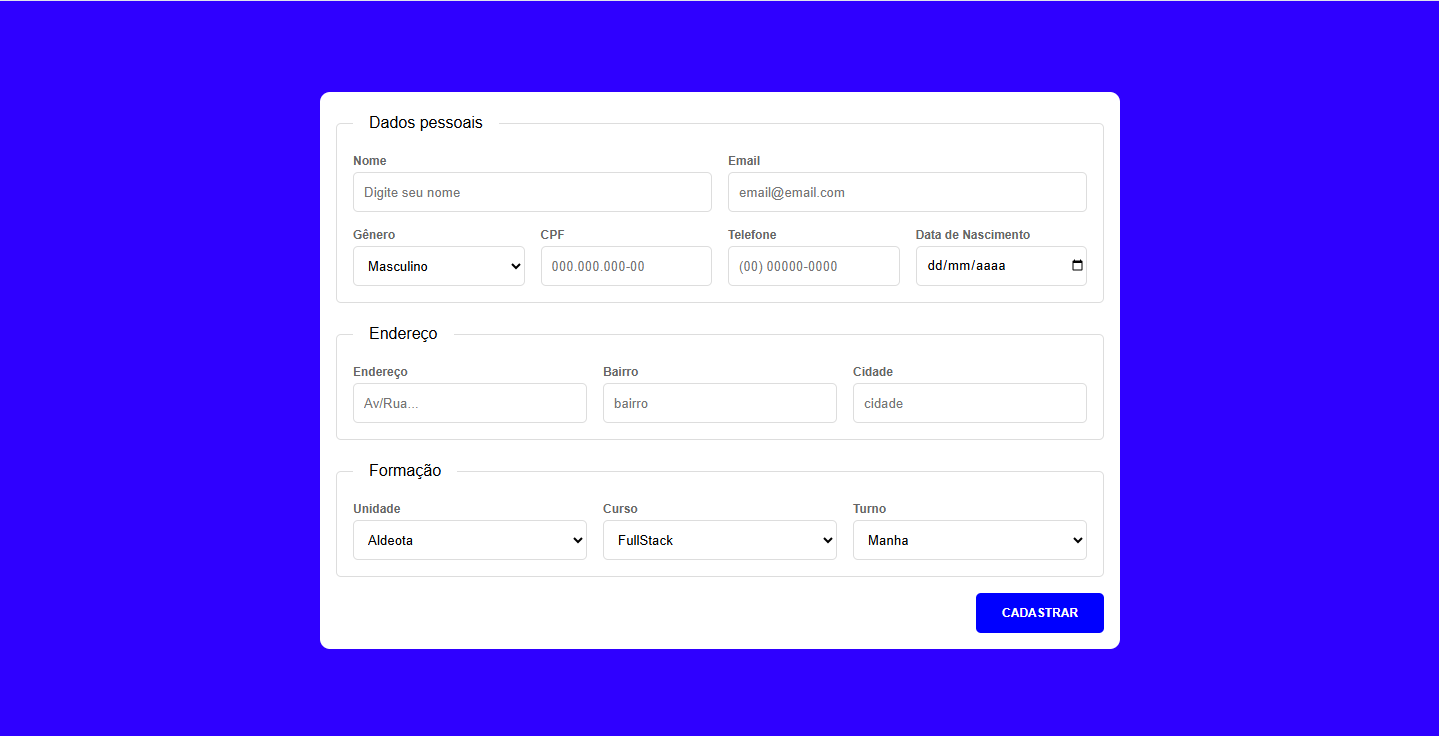 Dados pessoais
Nome Email
Digite seu nome email@email.com
Gênero CPF Telefone Data de Nascimento
Masculino 000.000.000-00 (00) 00000-0000 dd/mm/aaaa
Endereço
Endereço Bairro Cidade
Av/Rua... bairro cidade
Formação
Unidade Curso Turno
Aldeota FullStack Manha
CADASTRAR